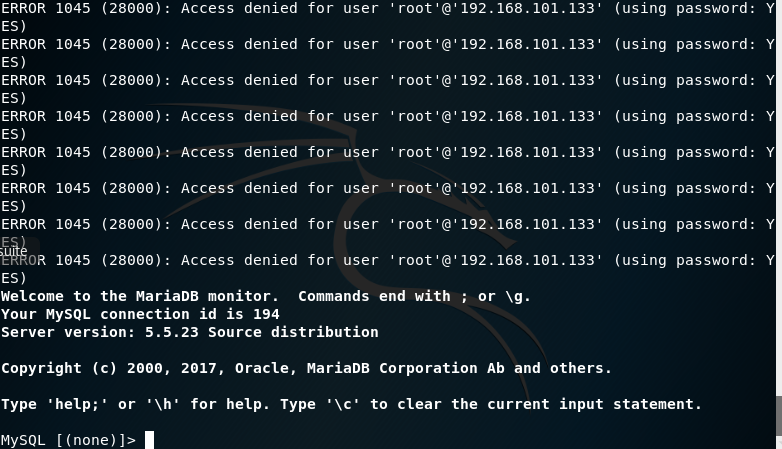 ERROR 1045 (28000): Access denied for user 'root'@'192.168.101.133' (using password: Y
ES)
ERROR 1045 (28000): Access denied for user 'root'@'192.168.101.133' (using password: Y
ES)
ERROR 1045 (28000): Access denied for user 'root'@'192.168.101.133' (using password: Y
ES)
ERROR 1045 (28000): Access denied for user 'root'@'192.168.101.133' (using password: Y
ES)
ERROR 1045 (28000): Access denied for user 'root'@'192.168.101.133' (using password: Y
ES)
ERROR 1045 (28000): Access denied for user 'root'@'192.168.101.133' (using password: Y
ES)
ERROR 1045 (28000): Access denied for user 'root'@'192.168.101.133' (using password: Y
ES)
suite
ERROR 1045 (28000): Access denied for user 'root'@'192.168.101.133' (using password: Y
ES)
Welcome to the MariaDB monitor.  Commands end with ; or \g.
Your MySQL connection id is 194
Server version: 5.5.23 Source distribution
Copyright (c) 2000, 2017, Oracle, MariaDB Corporation Ab and others.
Type 'help;' or '\h' for help. Type '\c' to clear the current input statement.
MySQL [(none)]>